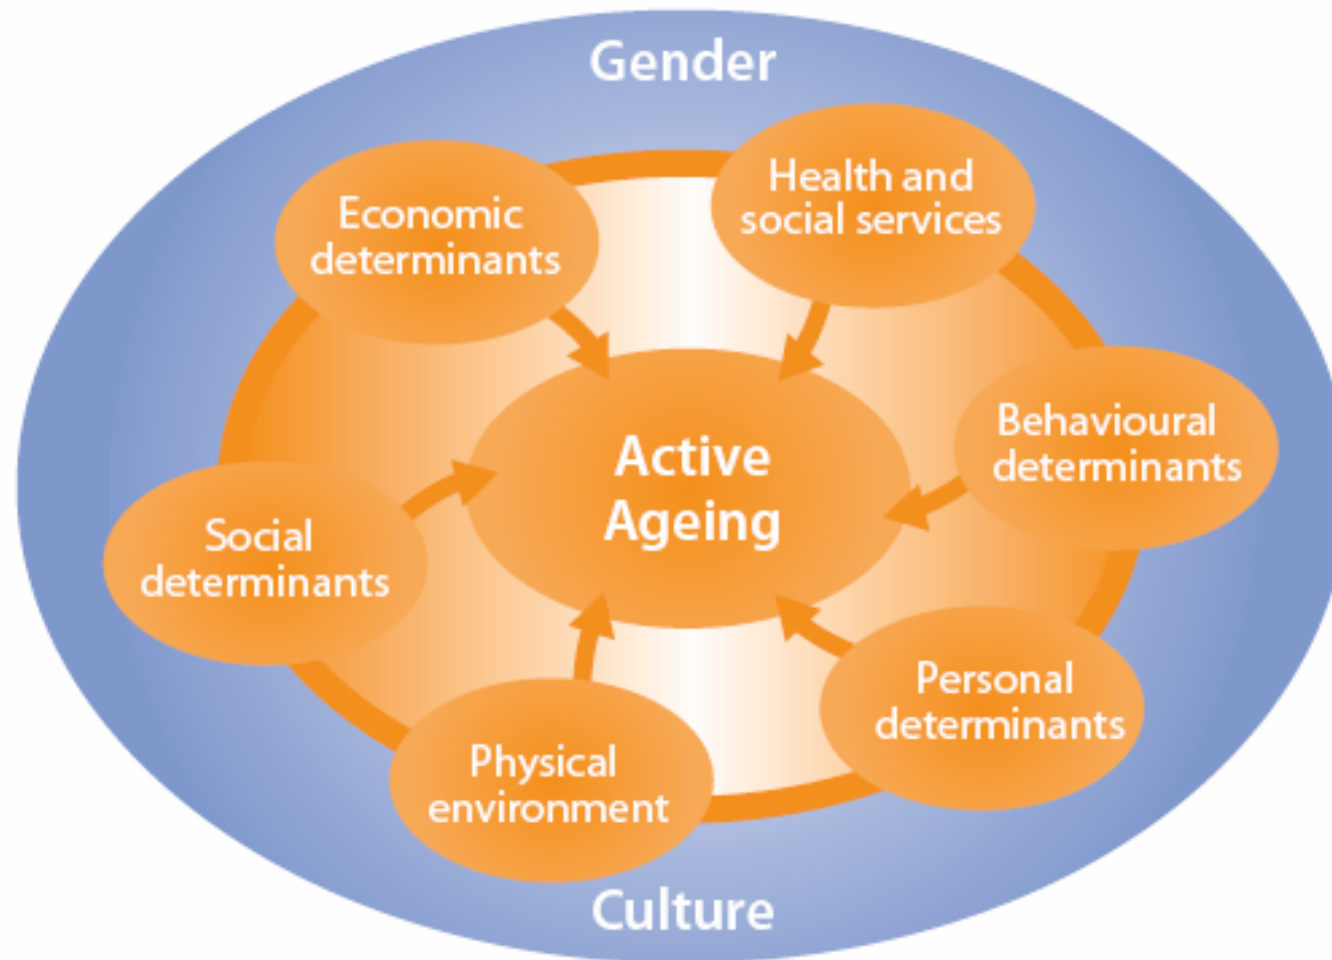 Gender
Economic
determinants
Health and
social services
Behavioural
determinants
Active
Ageing
Social
determinants
Personal
determinants
Physical
environment
Culture